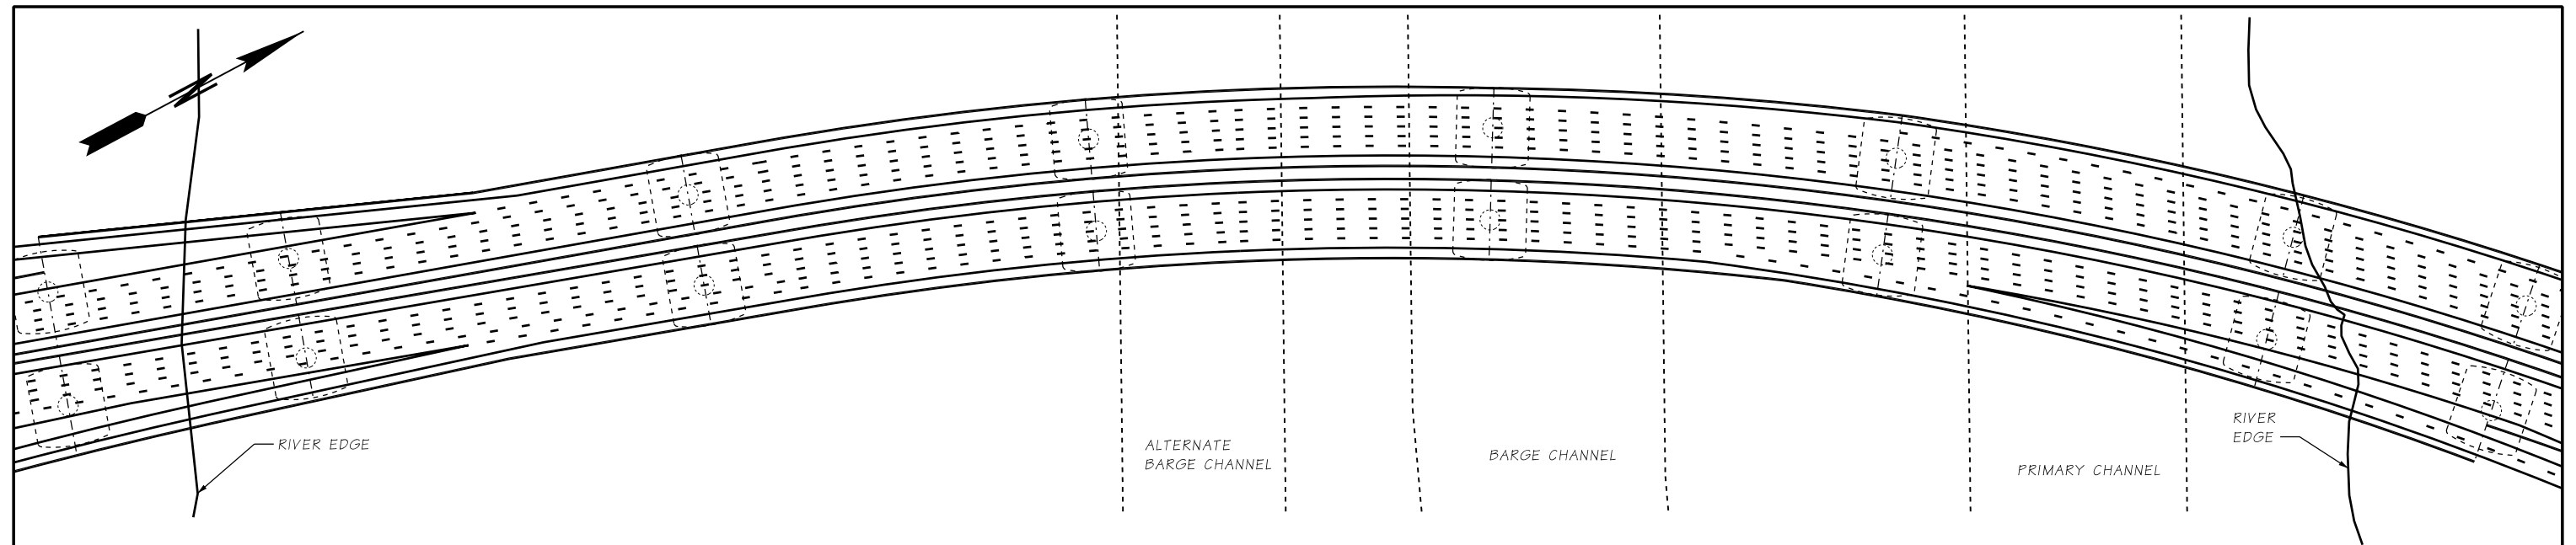 RIVER EDGE
ALTERNATE
BARGE CHANNEL
BARGE CHANNEL
PRIMARY CHANNEL
RIVER
EDGE